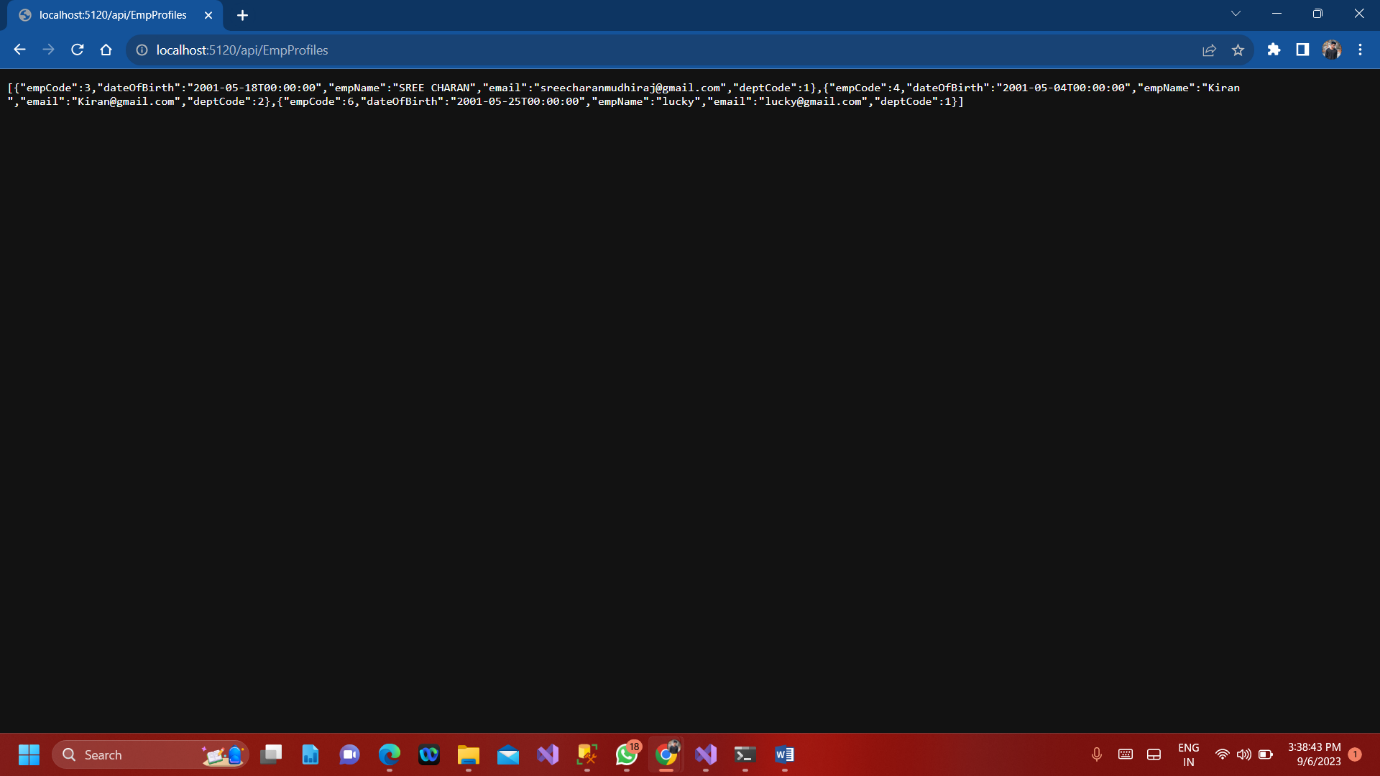 localhost:5120/api/EmpProfiles
localhost:5120/api/EmpProfiles
[{"empCode":3,"dateOfBirth":"2001-05-18T00:00:00","empName":"SREE CHARAN","email":"sreecharanmudhiraj@gmail.com","deptCode":1},{"empCode":4,"dateOfBirth":"2001-05-04T00:00:00","empName":"Kiran
","email":"Kiran@gmail.com","deptCode":2},{"empCode":6,"dateOfBirth":"2001-05-25T00:00:00","empName":"lucky","email":"lucky@gmail.com","deptCode":1}]
Search
18
ENG
IN
3:38:43 PM
9/6/2023
1